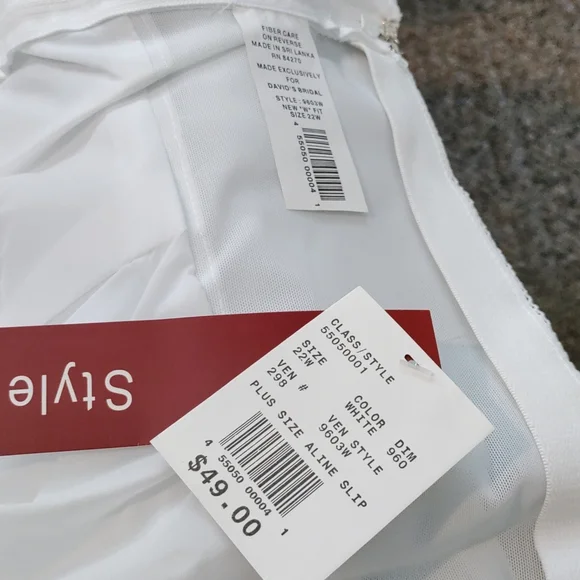 FIBER CARE
ON REVERSE
MADE IN SRI LANKA
RN 84270
MADE EXCLUSIVELY
FOR
DAVID'S BRIDAL
STYLE: 9603W
NEW "W" FIT
SIZE 22W
4 55050 00004 1
Style
CLASS/STYLE
55050001
SIZE COLOR DIM
22W WHITE 960
VEN # VEN STYLE
298 9603W
PLUS SIZE ALINE SLIP
4 55050 00004 1
$49.00